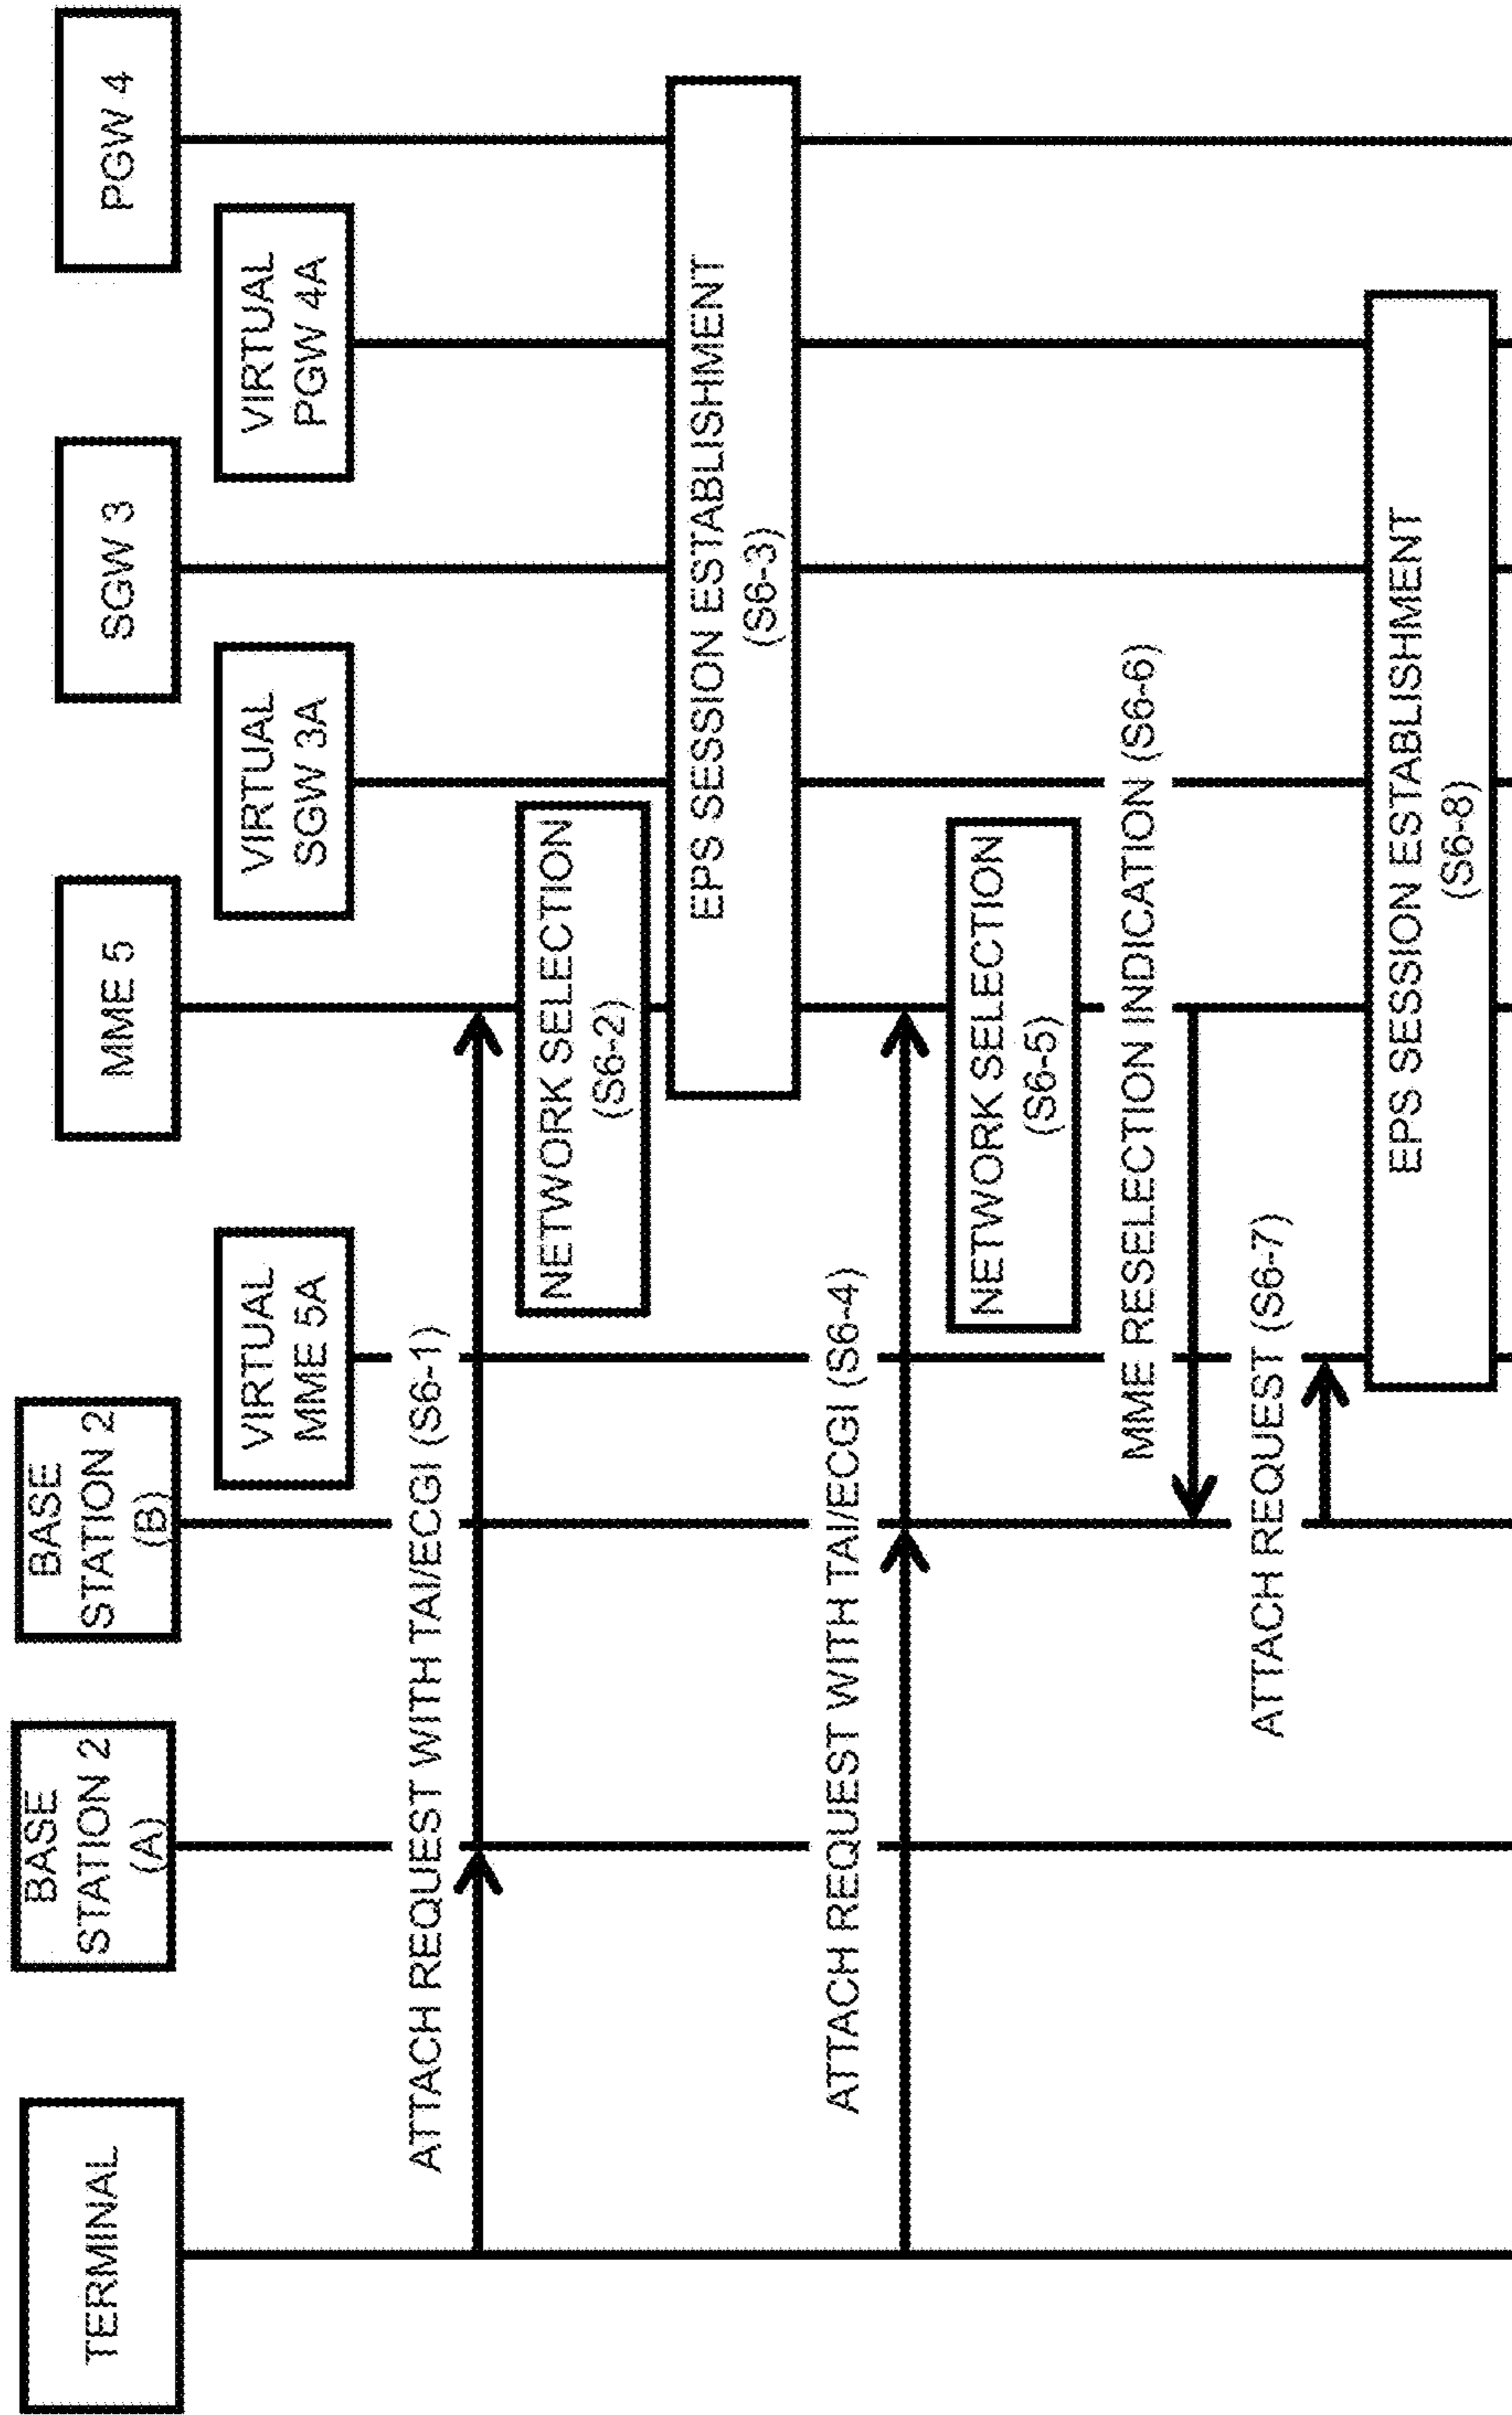 TERMINAL
BASE
STATION 2
(A)
BASE
STATION 2
(B)
VIRTUAL
MME 5A
MME 5
VIRTUAL
SGW 3A
SGW 3
VIRTUAL
PGW 4A
PGW 4
ATTACH REQUEST WITH TAI/ECGI (S6-1)
NETWORK SELECTION
(S6-2)
EPS SESSION ESTABLISHMENT
(S6-3)
ATTACH REQUEST WITH TAI/ECGI (S6-4)
NETWORK SELECTION
(S6-5)
MME RESELECTION INDICATION (S6-6)
ATTACH REQUEST (S6-7)
EPS SESSION ESTABLISHMENT
(S6-8)